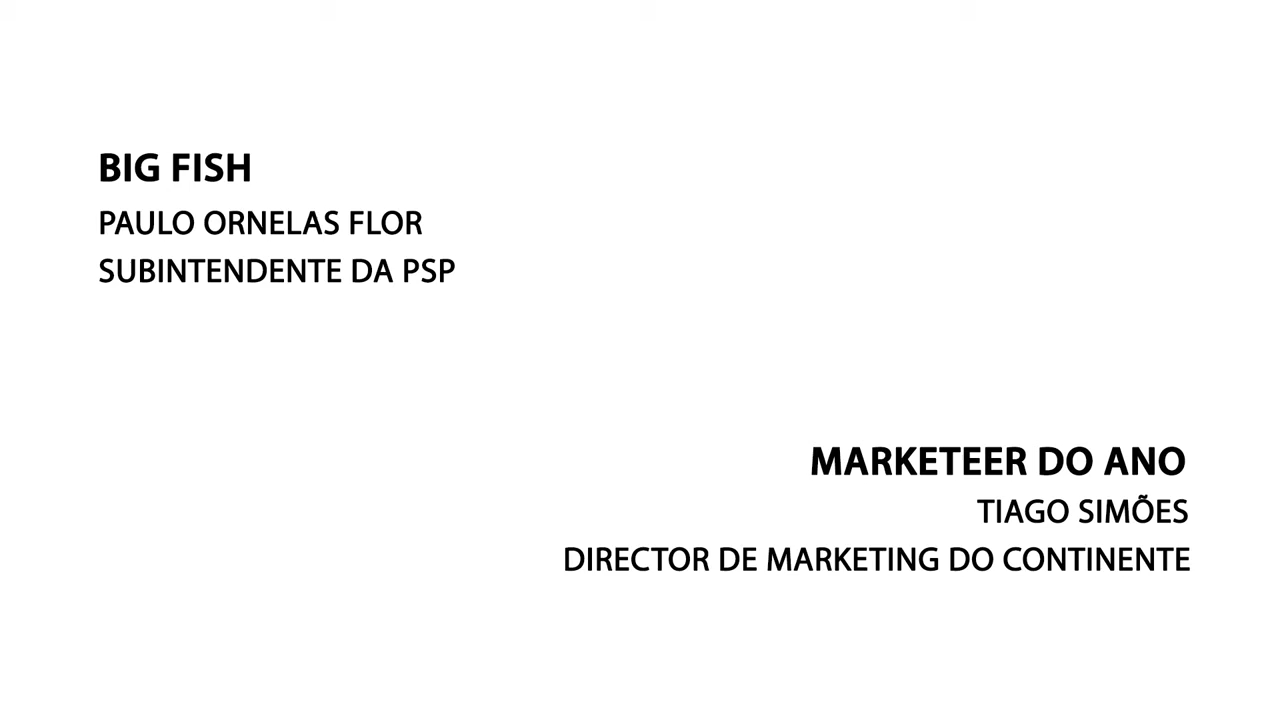 BIG FISH
PAULO ORNELAS FLOR
SUBINTENDENTE DA PSP
MARKETEER DO ANO
TIAGO SIMÕES
DIRECTOR DE MARKETING DO CONTINENTE